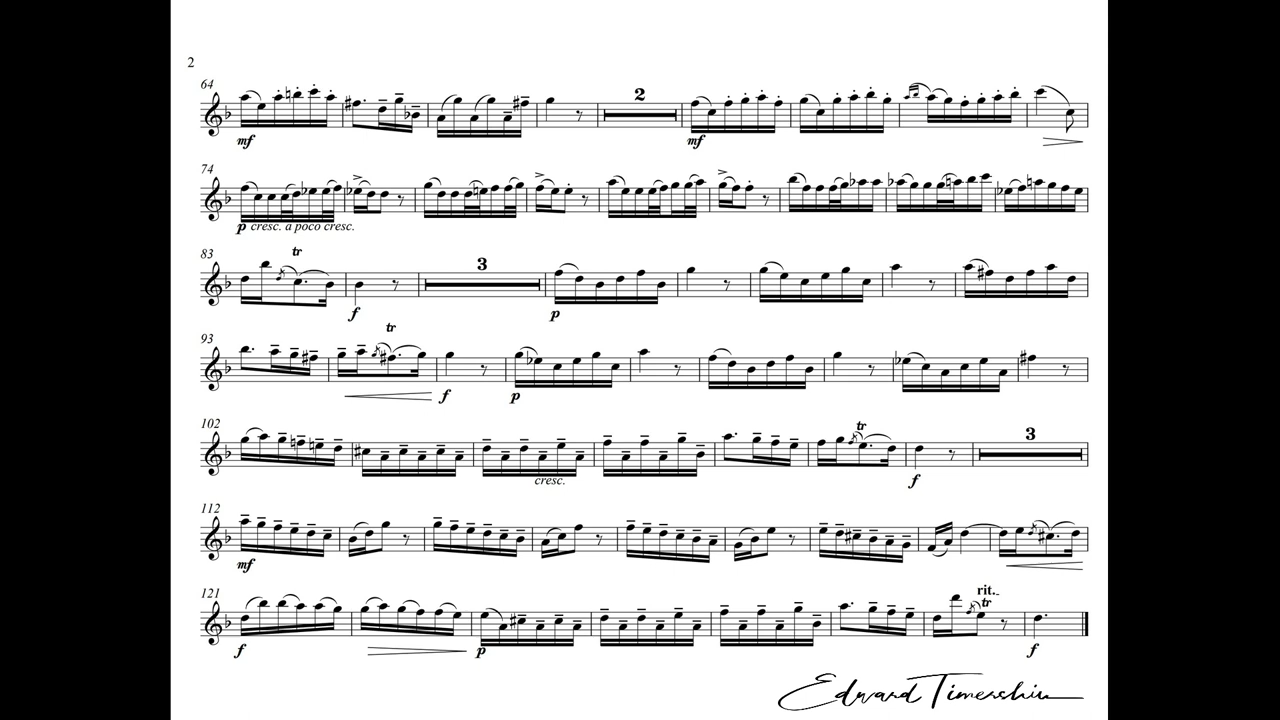 2
64
2
mf
mf
74
p cresc. a poco cresc.
83
tr
3
f
p
93
tr
f
p
102
tr
3
cresc.
f
112
mf
121
rit.
tr
f
p
f
Edward Timershin